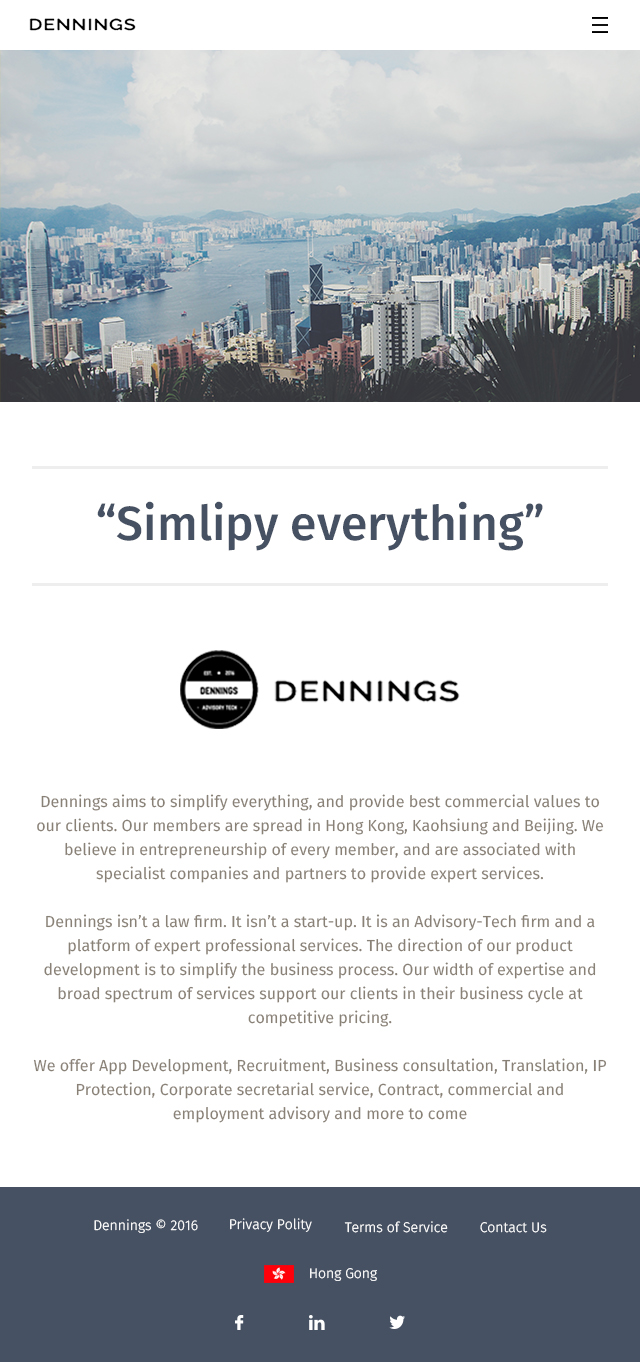 DENNINGS
“Simlipy everything”
EST. ★ 2016
DENNINGS
· ADVISORY TECH ·
DENNINGS
Dennings aims to simplify everything, and provide best commercial values to
our clients. Our members are spread in Hong Kong, Kaohsiung and Beijing. We
believe in entrepreneurship of every member, and are associated with
specialist companies and partners to provide expert services.
Dennings isn’t a law firm. It isn’t a start-up. It is an Advisory-Tech firm and a
platform of expert professional services. The direction of our product
development is to simplify the business process. Our width of expertise and
broad spectrum of services support our clients in their business cycle at
competitive pricing.
We offer App Development, Recruitment, Business consultation, Translation, IP
Protection, Corporate secretarial service, Contract, commercial and
employment advisory and more to come
Dennings © 2016 Privacy Polity Terms of Service Contact Us
Hong Gong